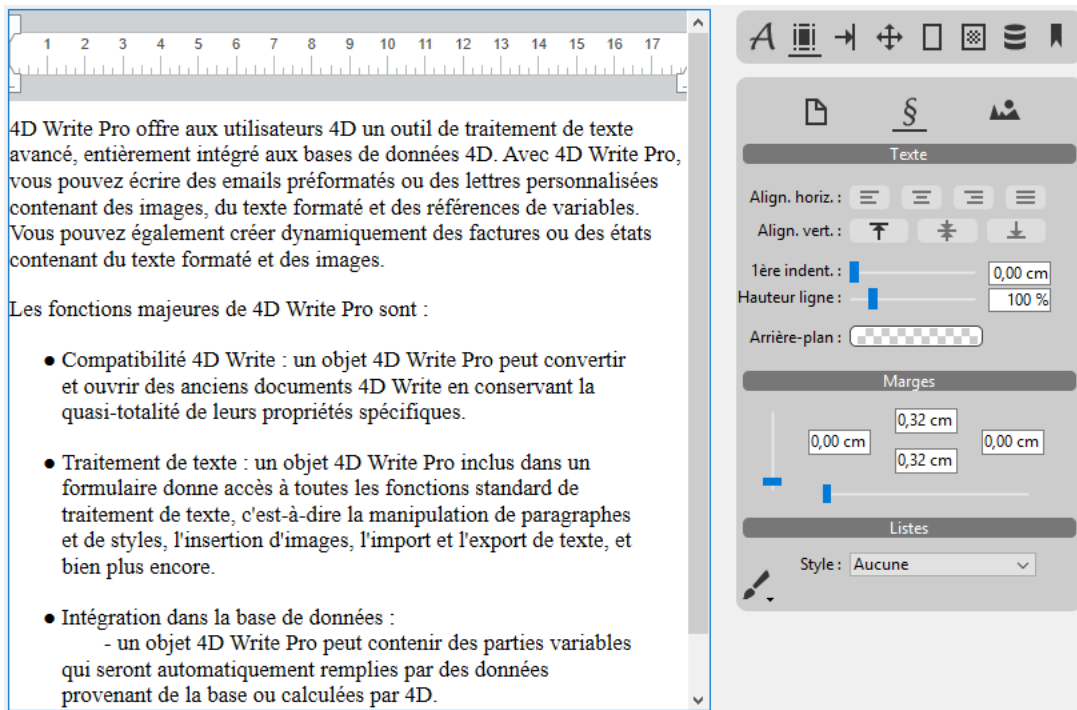 1 2 3 4 5 6 7 8 9 10 11 12 13 14 15 16 17
4D Write Pro offre aux utilisateurs 4D un outil de traitement de texte
avancé, entièrement intégré aux bases de données 4D. Avec 4D Write Pro,
vous pouvez écrire des emails préformatés ou des lettres personnalisées
contenant des images, du texte formaté et des références de variables.
Vous pouvez également créer dynamiquement des factures ou des états
contenant du texte formaté et des images.
Les fonctions majeures de 4D Write Pro sont :
● Compatibilité 4D Write : un objet 4D Write Pro peut convertir
et ouvrir des anciens documents 4D Write en conservant la
quasi-totalité de leurs propriétés spécifiques.
● Traitement de texte : un objet 4D Write Pro inclus dans un
formulaire donne accès à toutes les fonctions standard de
traitement de texte, c'est-à-dire la manipulation de paragraphes
et de styles, l'insertion d'images, l'import et l'export de texte, et
bien plus encore.
● Intégration dans la base de données :
- un objet 4D Write Pro peut contenir des parties variables
qui seront automatiquement remplies par des données
provenant de la base ou calculées par 4D.
A
§
Texte
Align. horiz. :
Align. vert. :
1ère indent. : 0,00 cm
Hauteur ligne : 100 %
Arrière-plan :
Marges
0,32 cm
0,00 cm 0,00 cm
0,32 cm
Listes
Style : Aucune